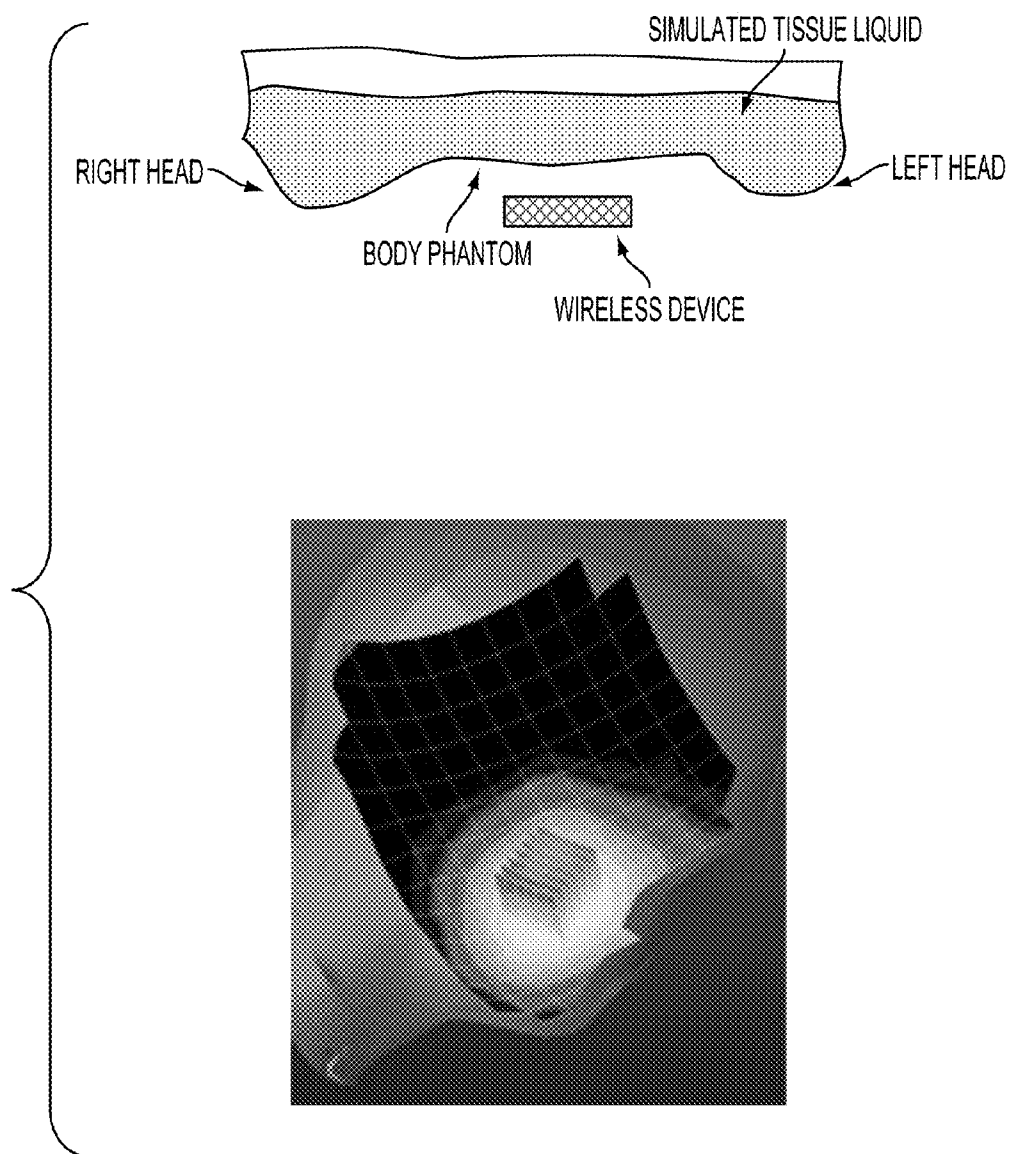 SIMULATED TISSUE LIQUID
RIGHT HEAD
LEFT HEAD
BODY PHANTOM
WIRELESS DEVICE